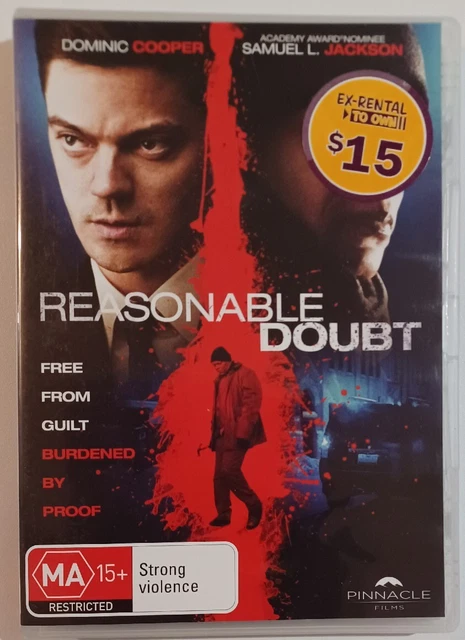 DOMINIC COOPER
ACADEMY AWARD® NOMINEE
SAMUEL L. JACKSON
EX-RENTAL
TO OWN!!
$15
REASONABLE
DOUBT
FREE
FROM
GUILT
BURDENED
BY
PROOF
MA 15+
RESTRICTED
Strong
violence
PINNACLE
FILMS